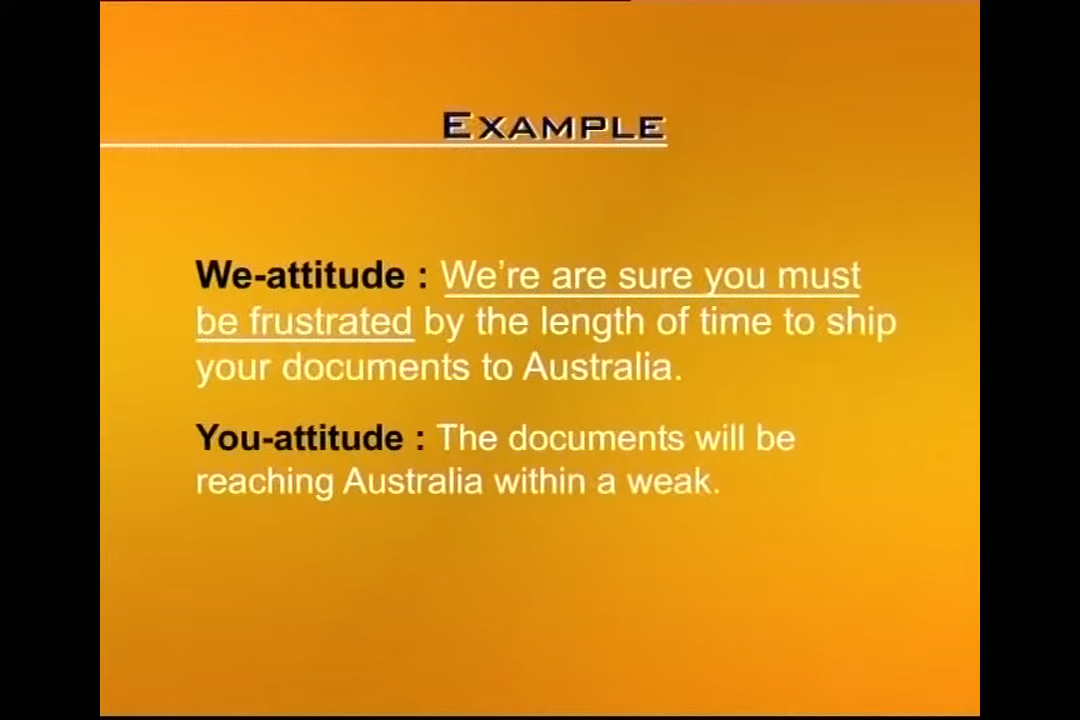 EXAMPLE
We-attitude : We're are sure you must
be frustrated by the length of time to ship
your documents to Australia.
You-attitude : The documents will be
reaching Australia within a weak.